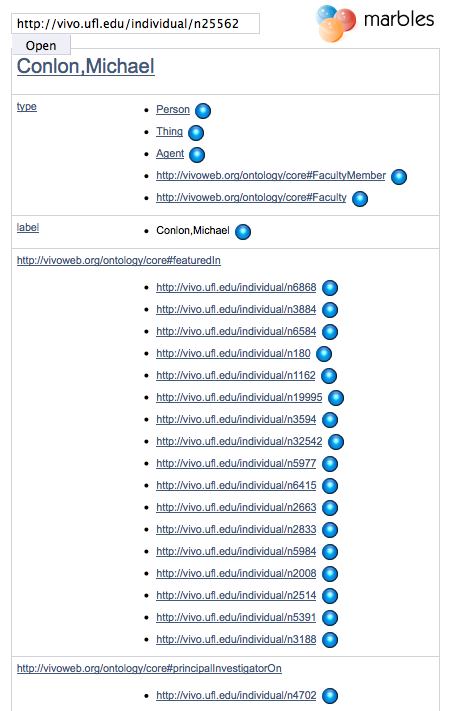 http://vivo.ufl.edu/individual/n25562
marbles
Open
Conlon,Michael
type
Person
Thing
Agent
http://vivoweb.org/ontology/core#FacultyMember
http://vivoweb.org/ontology/core#Faculty
label
Conlon,Michael
http://vivoweb.org/ontology/core#featuredIn
http://vivo.ufl.edu/individual/n6868
http://vivo.ufl.edu/individual/n3884
http://vivo.ufl.edu/individual/n6584
http://vivo.ufl.edu/individual/n180
http://vivo.ufl.edu/individual/n1162
http://vivo.ufl.edu/individual/n19995
http://vivo.ufl.edu/individual/n3594
http://vivo.ufl.edu/individual/n32542
http://vivo.ufl.edu/individual/n5977
http://vivo.ufl.edu/individual/n6415
http://vivo.ufl.edu/individual/n2663
http://vivo.ufl.edu/individual/n2833
http://vivo.ufl.edu/individual/n5984
http://vivo.ufl.edu/individual/n2008
http://vivo.ufl.edu/individual/n2514
http://vivo.ufl.edu/individual/n5391
http://vivo.ufl.edu/individual/n3188
http://vivoweb.org/ontology/core#principalInvestigatorOn
http://vivo.ufl.edu/individual/n4702